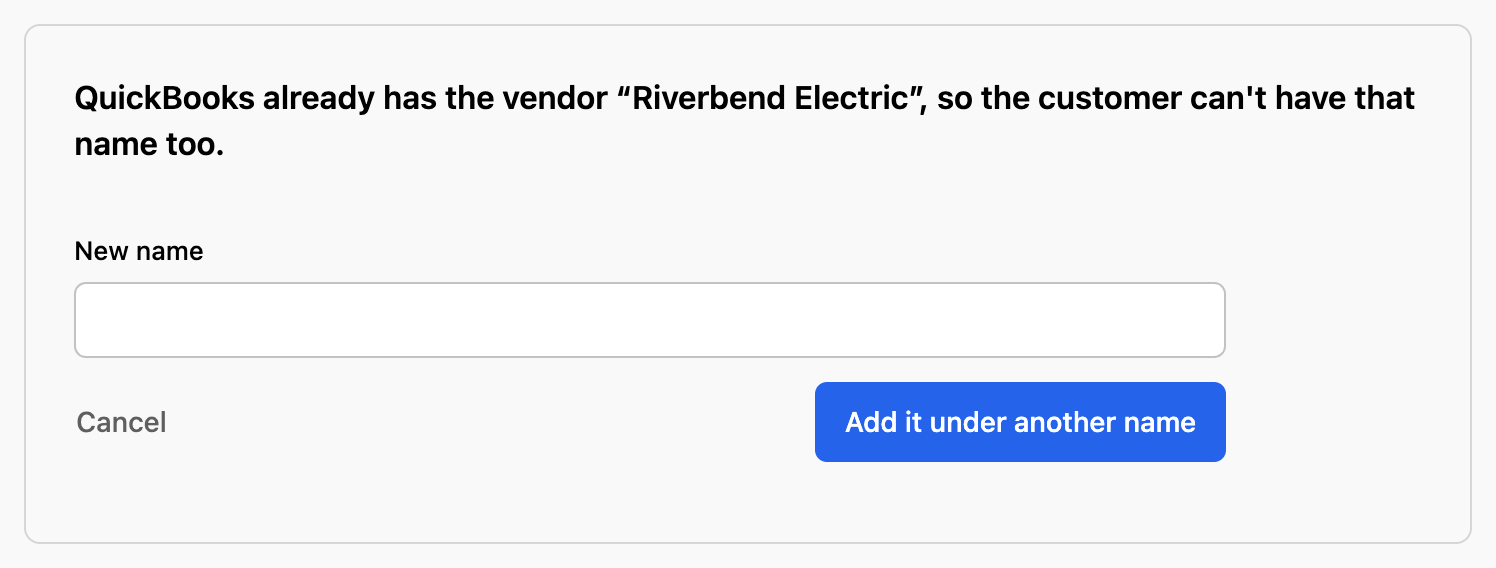 QuickBooks already has the vendor “Riverbend Electric”, so the customer can't have that
name too.
New name
Cancel
Add it under another name